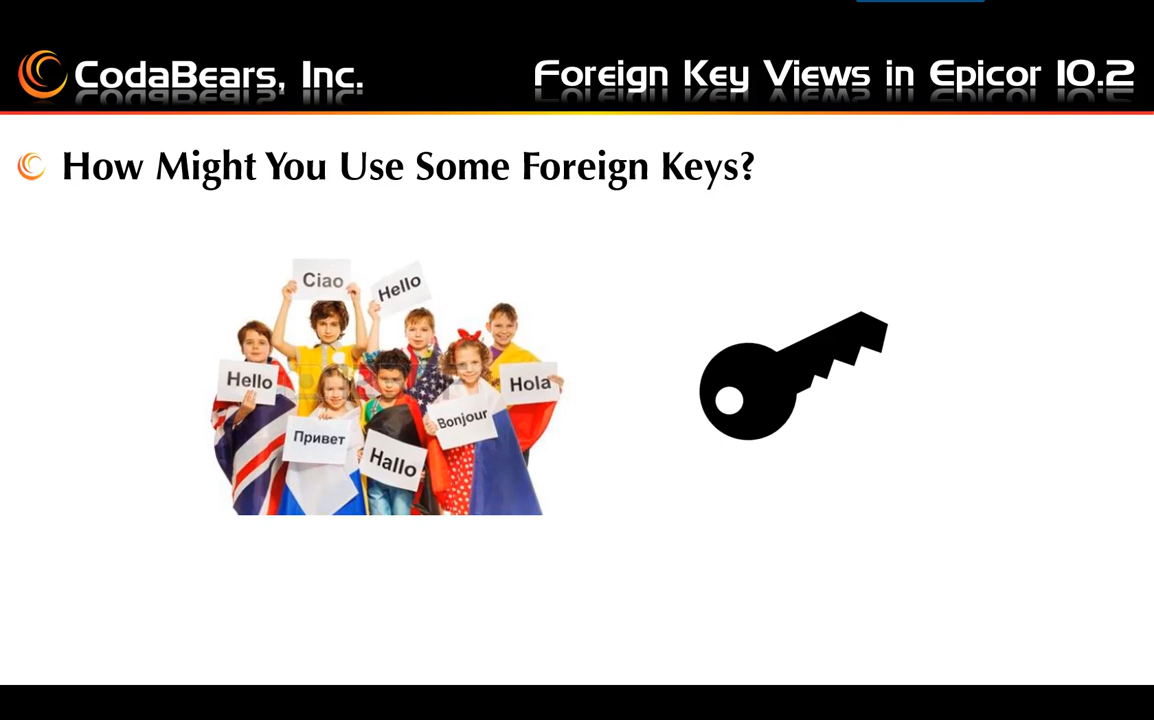 CodaBears, Inc.
Foreign Key Views in Epicor 10.2
How Might You Use Some Foreign Keys?
Ciao
Hello
Hello
Hola
Bonjour
Привет
Hallo